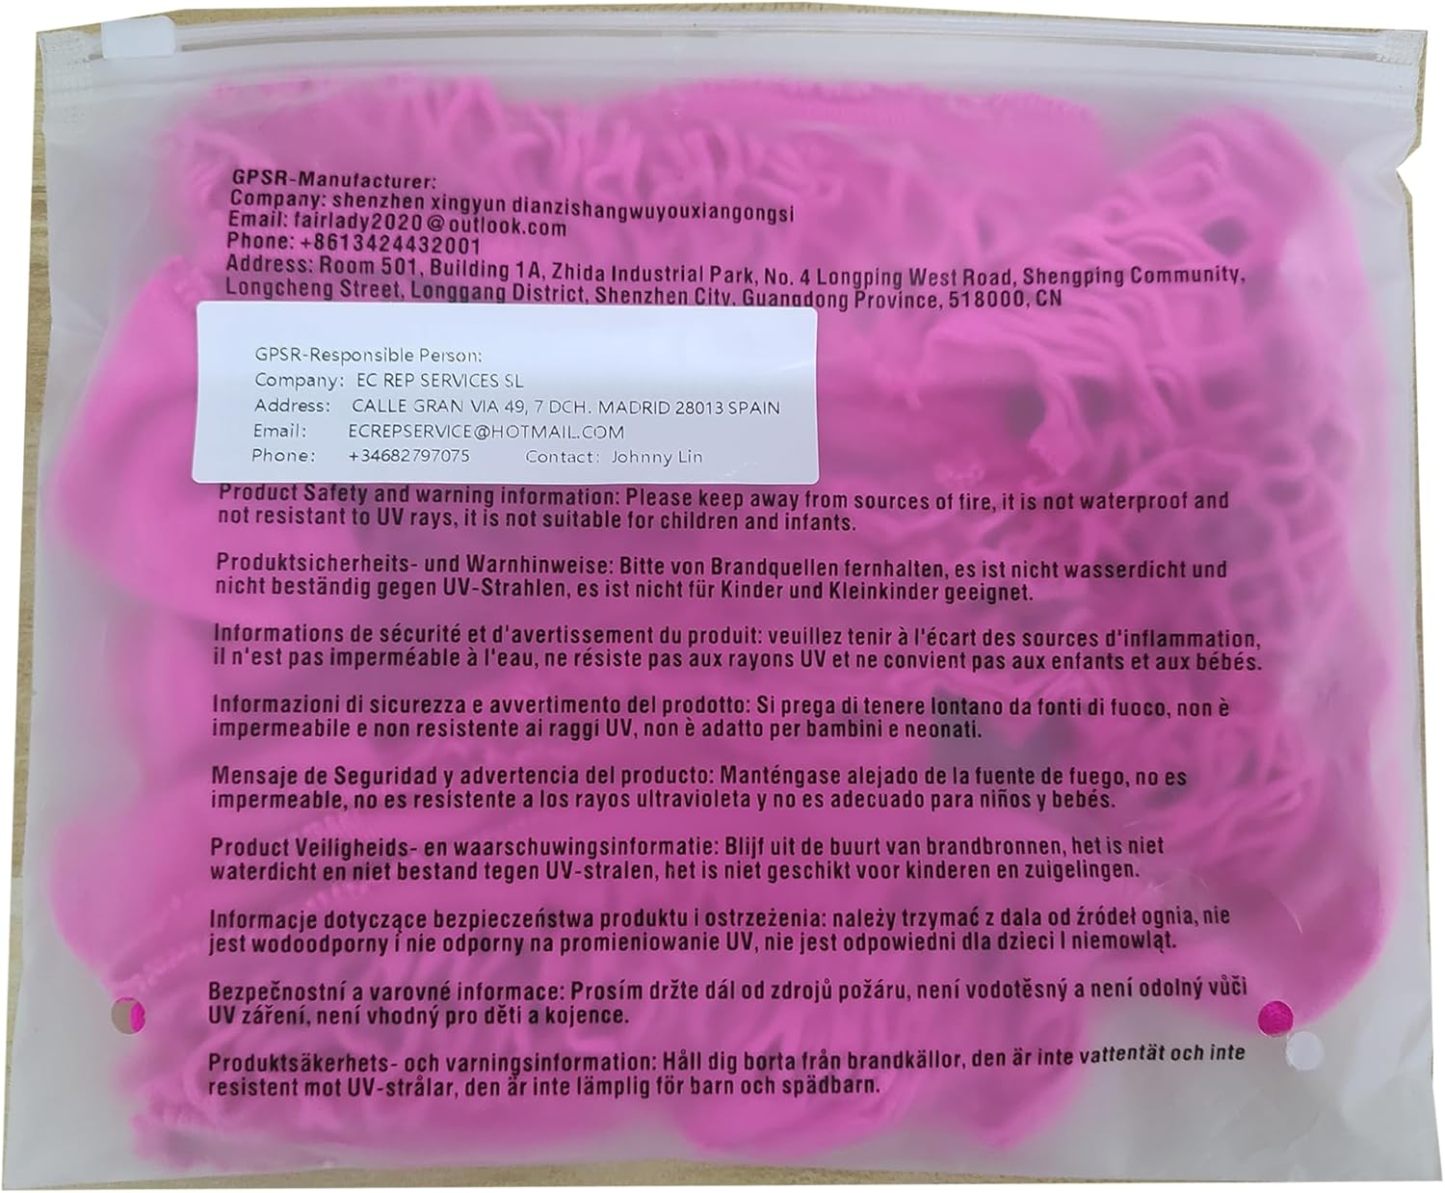 GPSR-Manufacturer:
Company: shenzhen xingyun dianzishangwuyouxiangongsi
Email: fairlady2020@outlook.com
Phone: +8613424432001
Address: Room 501, Building 1A, Zhida Industrial Park, No. 4 Longping West Road, Shengping Community,
Longcheng Street, Longgang District, Shenzhen City, Guangdong Province, 518000, CN
GPSR-Responsible Person:
Company: EC REP SERVICES SL
Address: CALLE GRAN VIA 49, 7 DCH. MADRID 28013 SPAIN
Email: ECREPSERVICE@HOTMAIL.COM
Phone: +34682797075 Contact: Johnny Lin
Product Safety and warning information: Please keep away from sources of fire, it is not waterproof and
not resistant to UV rays, it is not suitable for children and infants.
Produktsicherheits- und Warnhinweise: Bitte von Brandquellen fernhalten, es ist nicht wasserdicht und
nicht beständig gegen UV-Strahlen, es ist nicht für Kinder und Kleinkinder geeignet.
Informations de sécurité et d'avertissement du produit: veuillez tenir à l'écart des sources d'inflammation,
il n'est pas imperméable à l'eau, ne résiste pas aux rayons UV et ne convient pas aux enfants et aux bébés.
Informazioni di sicurezza e avvertimento del prodotto: Si prega di tenere lontano da fonti di fuoco, non è
impermeabile e non resistente ai raggi UV, non è adatto per bambini e neonati.
Mensaje de Seguridad y advertencia del producto: Manténgase alejado de la fuente de fuego, no es
impermeable, no es resistente a los rayos ultravioleta y no es adecuado para niños y bebés.
Product Veiligheids- en waarschuwingsinformatie: Blijf uit de buurt van brandbronnen, het is niet
waterdicht en niet bestand tegen UV-stralen, het is niet geschikt voor kinderen en zuigelingen.
Informacje dotyczące bezpieczeństwa produktu i ostrzeżenia: należy trzymać z dala od źródeł ognia, nie
jest wodoodporny i nie odporny na promieniowanie UV, nie jest odpowiedni dla dzieci I niemowląt.
Bezpečnostní a varovné informace: Prosím držte dál od zdrojů požáru, není vodotěsný a není odolný vůči
UV záření, není vhodný pro děti a kojence.
Produktsäkerhets- och varningsinformation: Håll dig borta från brandkällor, den är inte vattentät och inte
resistent mot UV-strålar, den är inte lämplig för barn och spädbarn.